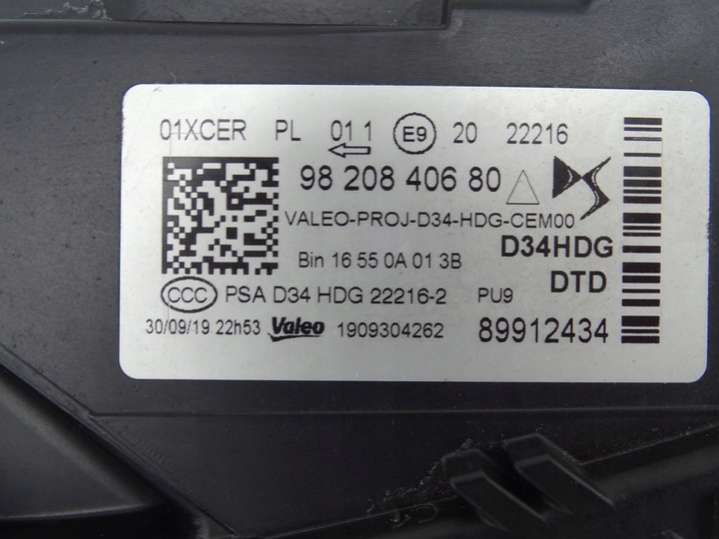 01XCER PL 01 1 E9 20 22216
98 208 406 80
VALEO-PROJ-D34-HDG-CEM00
D34HDG
Bin 16 55 0A 01 3B
DTD
CCC PSA D34 HDG 22216-2 PU9
30/09/19 22h53 Valeo 1909304262 89912434